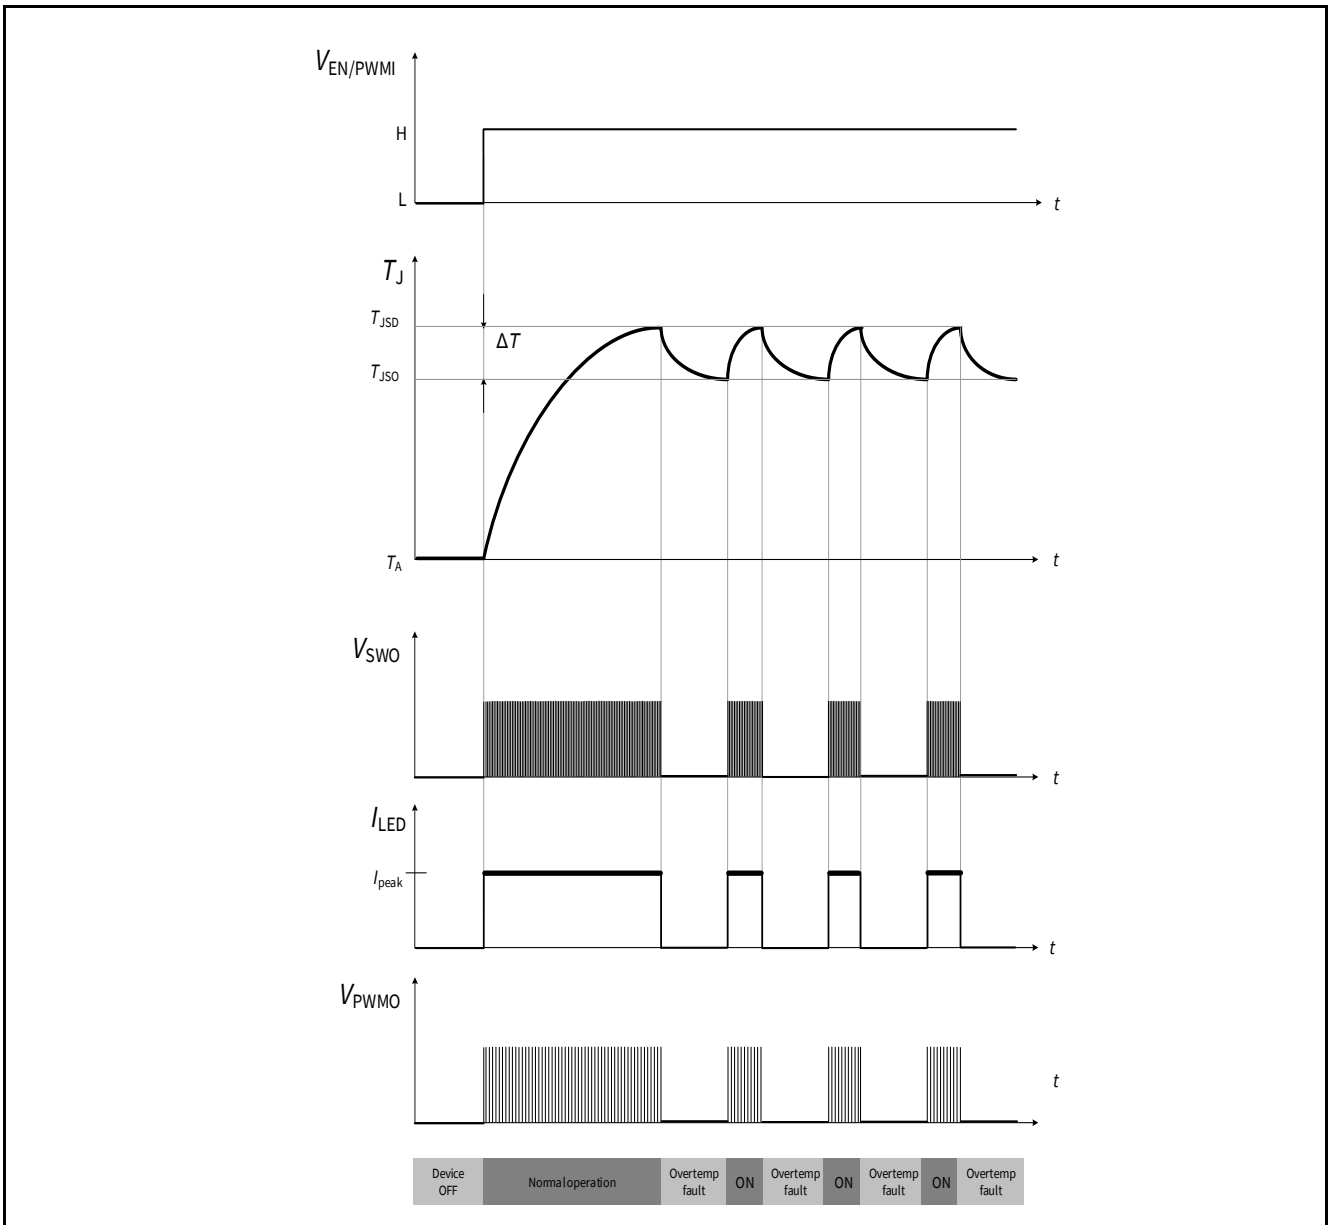 VEN/PWMI
H
L
t
TJ
TJSD
ΔT
TJSO
TA
t
VSWO
t
ILED
Ipeak
t
VPWMO
t
Device
OFF
Normal operation
Overtemp
fault
ON
Overtemp
fault
ON
Overtemp
fault
ON
Overtemp
fault